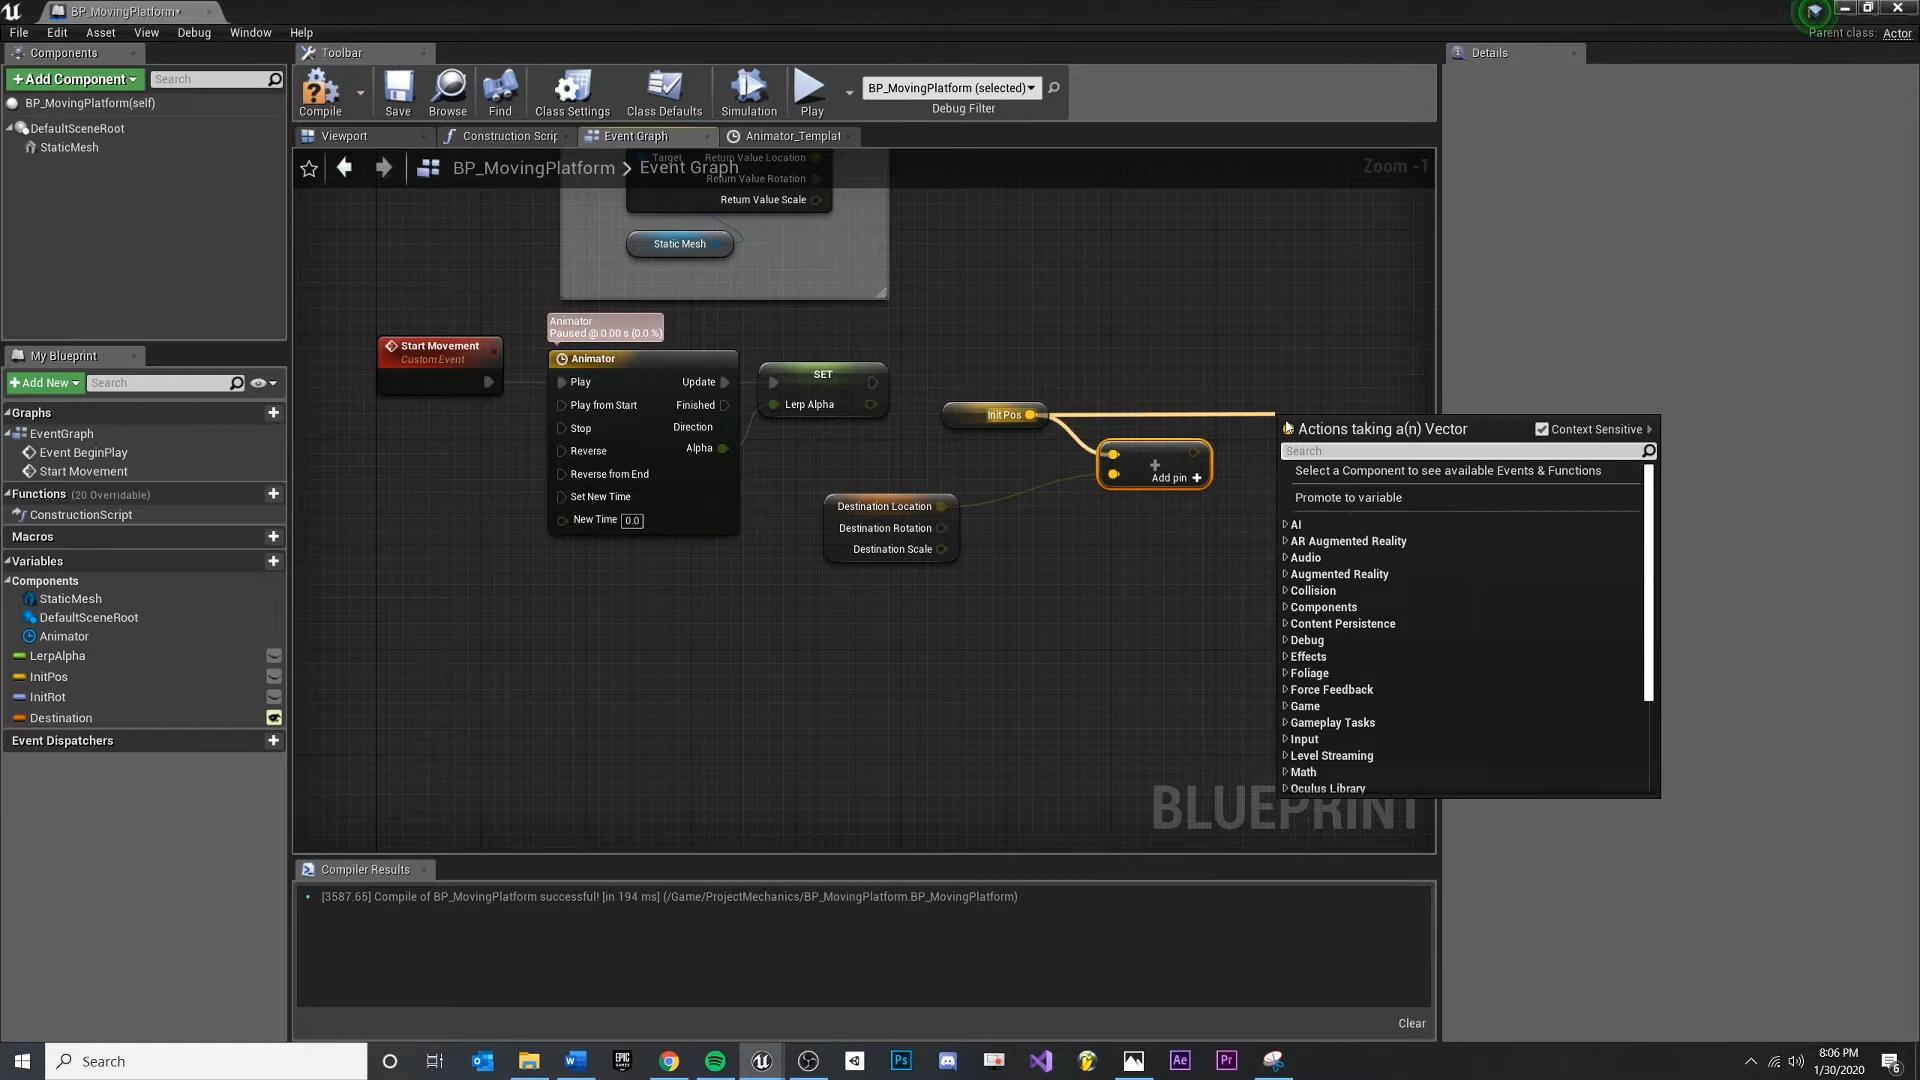 BP_MovingPlatform*
File Edit Asset View Debug Window Help
Parent class: Actor
Components
+Add Component
Search
BP_MovingPlatform(self)
DefaultSceneRoot
StaticMesh
Toolbar
Compile
Save
Browse
Find
Class Settings
Class Defaults
Simulation
Play
BP_MovingPlatform (selected)
Debug Filter
Details
Viewport
Construction Scrip
Event Graph
Animator_Templat
BP_MovingPlatform > Event Graph
Zoom -1
Target Return Value Location
Return Value Rotation
Return Value Scale
Static Mesh
Animator
Paused @ 0.00 s (0.0 %)
Start Movement
Custom Event
Animator
Play Update
Play from Start Finished
Stop Direction
Reverse Alpha
Reverse from End
Set New Time
New Time 0.0
SET
Lerp Alpha
Init Pos
Add pin +
Destination Location
Destination Rotation
Destination Scale
Actions taking a(n) Vector
Context Sensitive
Search
Select a Component to see available Events & Functions
Promote to variable
AI
AR Augmented Reality
Audio
Augmented Reality
Collision
Components
Content Persistence
Debug
Effects
Foliage
Force Feedback
Game
Gameplay Tasks
Input
Level Streaming
Math
Oculus Library
BLUEPRINT
My Blueprint
+Add New
Search
Graphs
EventGraph
Event BeginPlay
Start Movement
Functions (20 Overridable)
ConstructionScript
Macros
Variables
Components
StaticMesh
DefaultSceneRoot
Animator
LerpAlpha
InitPos
InitRot
Destination
Event Dispatchers
Compiler Results
[3587.65] Compile of BP_MovingPlatform successful! [in 194 ms] (/Game/ProjectMechanics/BP_MovingPlatform.BP_MovingPlatform)
Clear
Search
EPIC GAMES
Ps
Ae
Pr
8:06 PM
1/30/2020
6